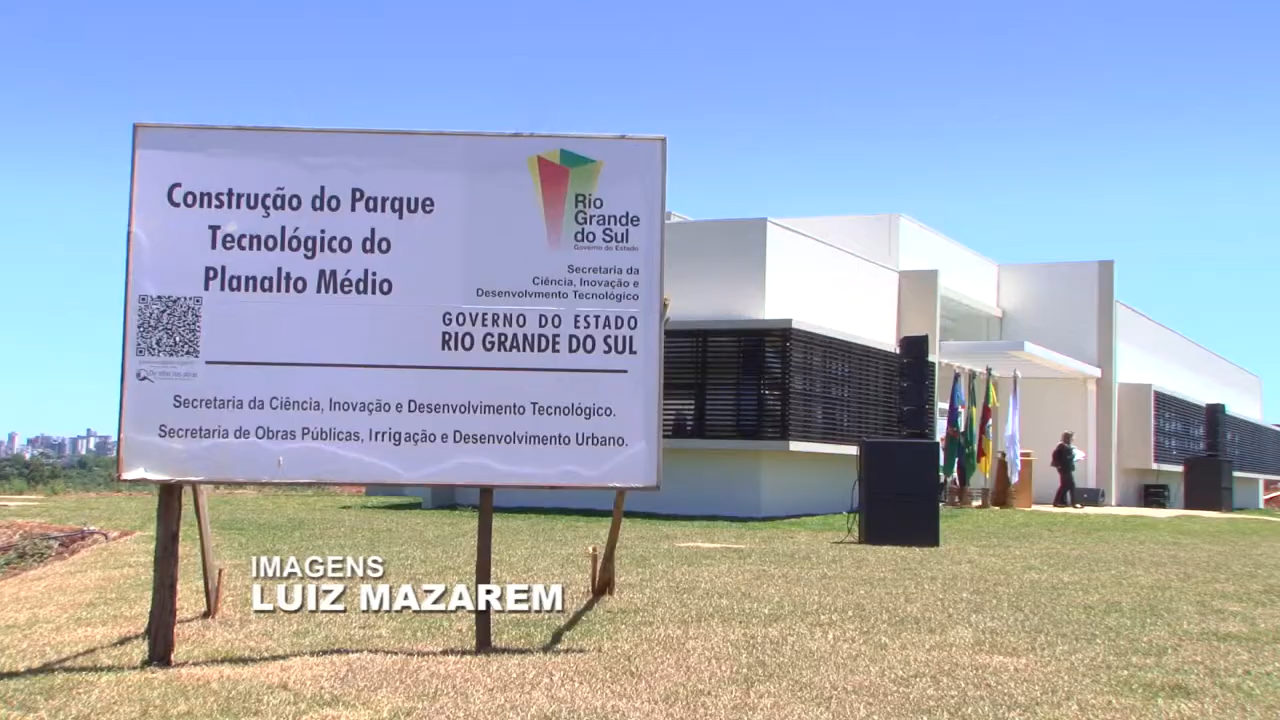 Construção do Parque
Tecnológico do
Planalto Médio
Rio
Grande
do Sul
Governo do Estado
Secretaria da
Ciência, Inovação e
Desenvolvmento Tecnológico
GOVERNO DO ESTADO
RIO GRANDE DO SUL
Secretaria da Ciência, Inovação e Desenvolvimento Tecnológico.
Secretaria de Obras Públicas, Irrigação e Desenvolvimento Urbano.
IMAGENS
LUIZ MAZAREM